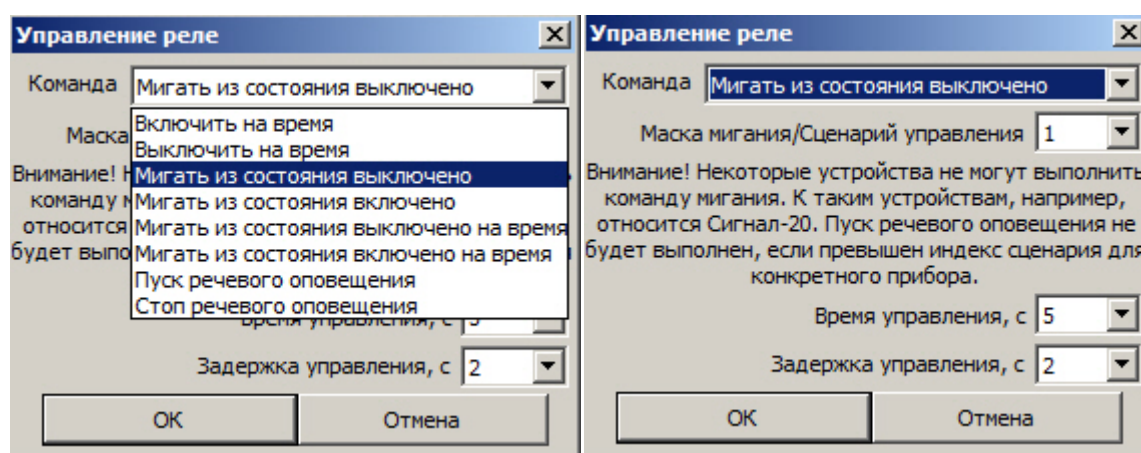 Управление реле
Команда Мигать из состояния выключено
Включить на время
Маска Выключить на время
Внимание! Мигать из состояния выключено
команду Мигать из состояния включено
относится Мигать из состояния выключено на время
будет Мигать из состояния включено на время
Пуск речевого оповещения
Стоп речевого оповещения
Время управления, с 5
Задержка управления, с 2
ОК Отмена
Управление реле
Команда Мигать из состояния выключено
Маска мигания/Сценарий управления 1
Внимание! Некоторые устройства не могут выполнить
команду мигания. К таким устройствам, например,
относится Сигнал-20. Пуск речевого оповещения не
будет выполнен, если превышен индекс сценария для
конкретного прибора.
Время управления, с 5
Задержка управления, с 2
ОК Отмена